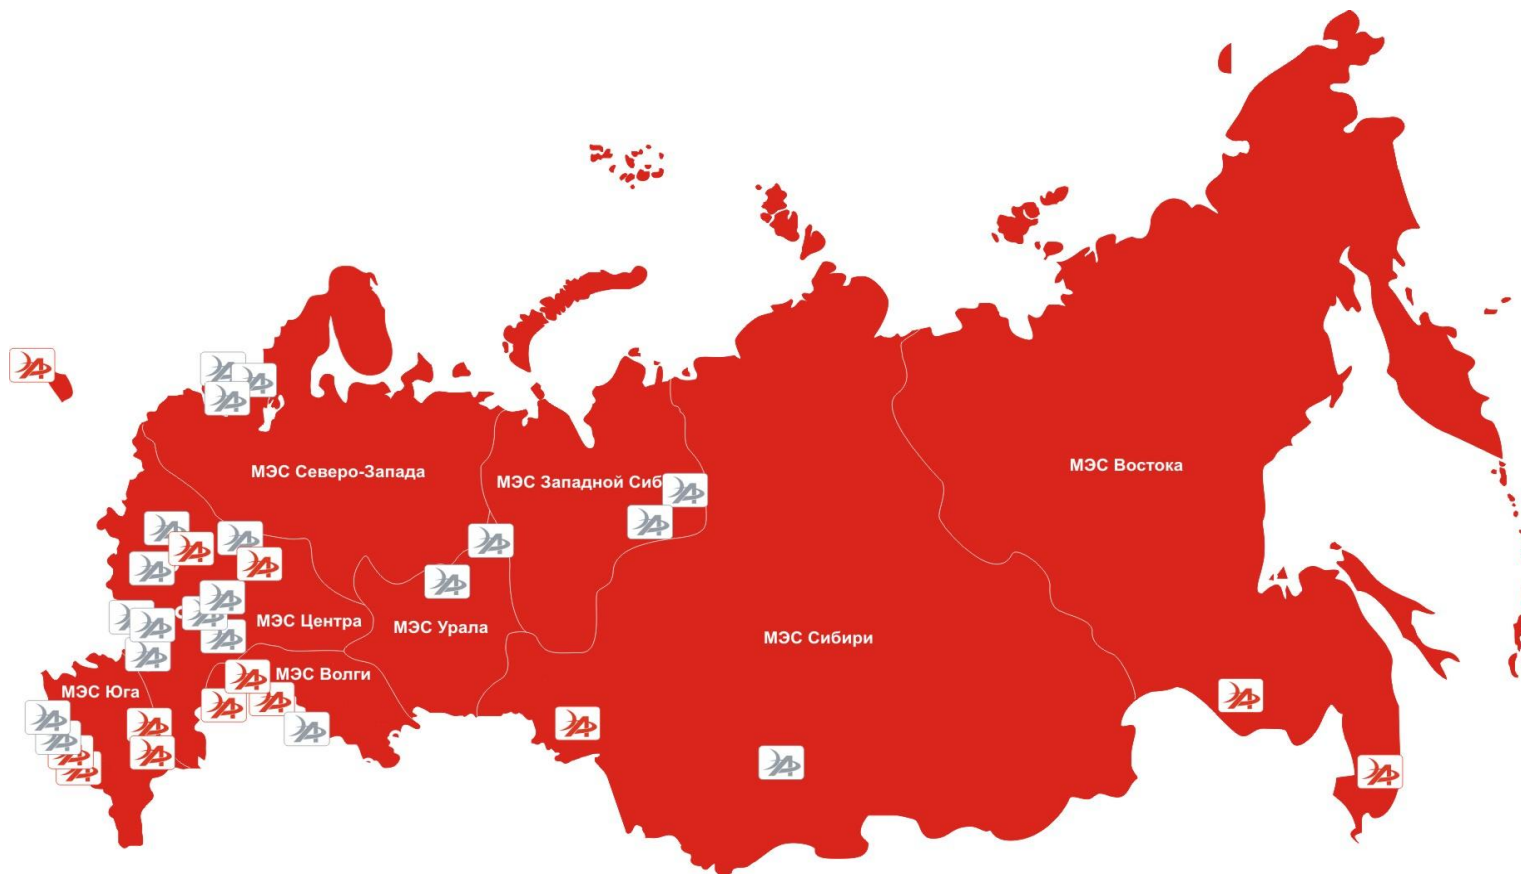 МЭС Северо-Запада
МЭС Западной Сиб
МЭС Востока
МЭС Центра
МЭС Урала
МЭС Сибири
МЭС Волги
МЭС Юга